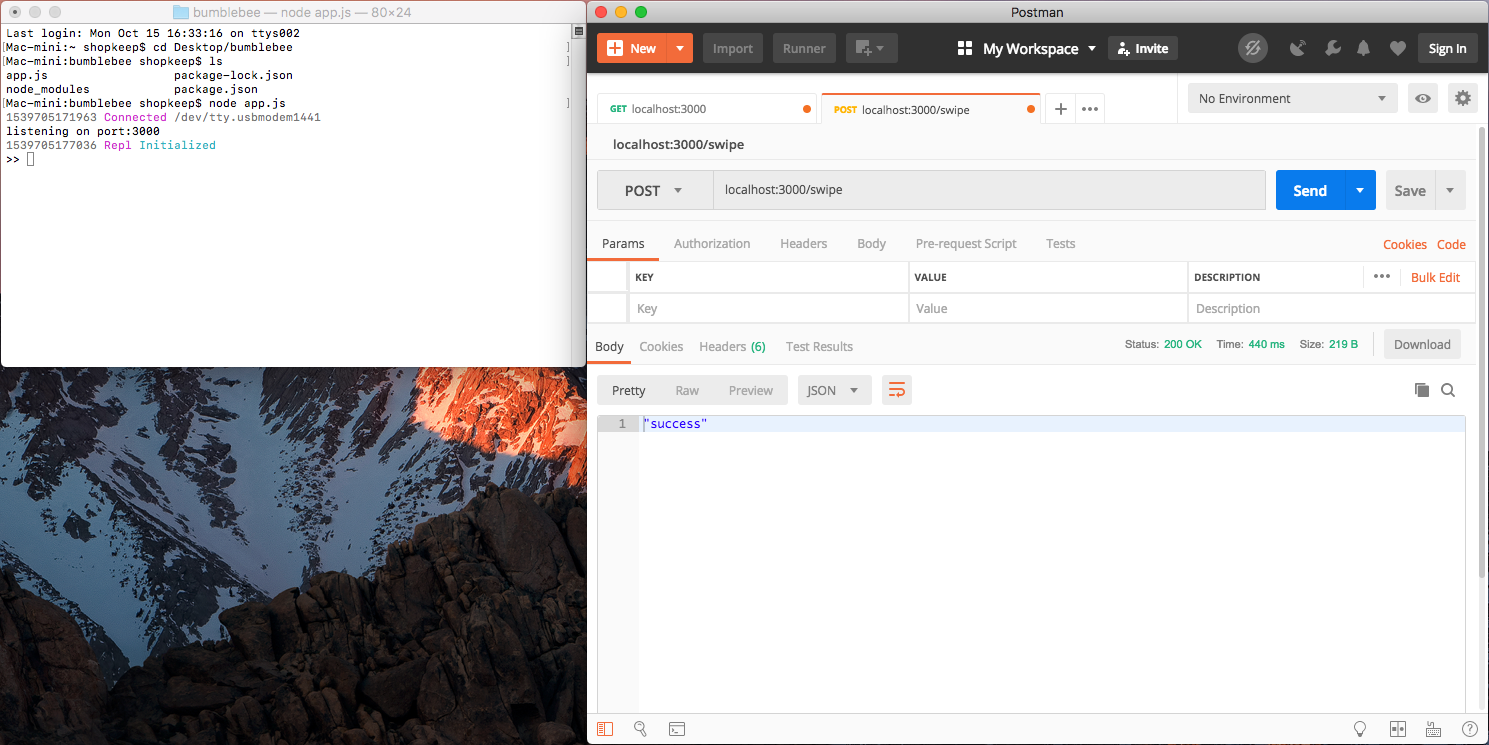 bumblebee — node app.js — 80×24
Last login: Mon Oct 15 16:33:16 on ttys002
[Mac-mini:~ shopkeep$ cd Desktop/bumblebee ]
[Mac-mini:bumblebee shopkeep$ ls ]
app.js package-lock.json
node_modules package.json
[Mac-mini:bumblebee shopkeep$ node app.js ]
1539705171963 Connected /dev/tty.usbmodem1441
listening on port:3000
1539705177036 Repl Initialized
>>
Postman
New Import Runner My Workspace Invite Sign In
GET localhost:3000 POST localhost:3000/swipe + ••• No Environment
localhost:3000/swipe
POST localhost:3000/swipe Send Save
Params Authorization Headers Body Pre-request Script Tests Cookies Code
KEY VALUE DESCRIPTION ••• Bulk Edit
Key Value Description
Body Cookies Headers (6) Test Results Status: 200 OK Time: 440 ms Size: 219 B Download
Pretty Raw Preview JSON
1 "success"